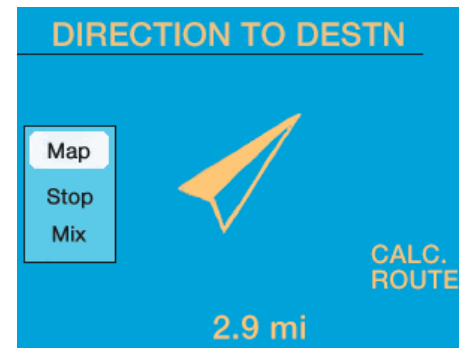 DIRECTION TO DESTN
Map
Stop
Mix
CALC.
ROUTE
2.9 mi